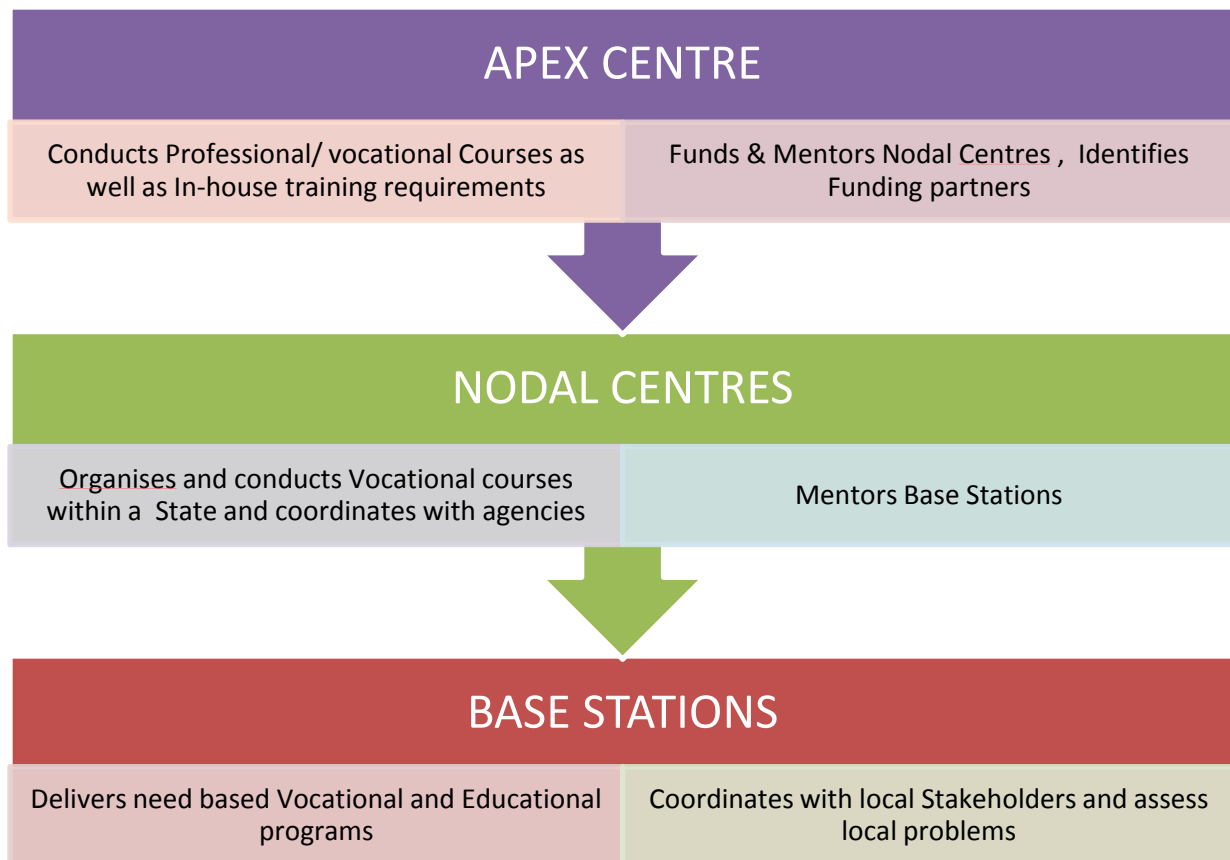 APEX CENTRE
Conducts Professional/ vocational Courses as
well as In-house training requirements
Funds & Mentors Nodal Centres , Identifies
Funding partners
NODAL CENTRES
Organises and conducts Vocational courses
within a State and coordinates with agencies
Mentors Base Stations
BASE STATIONS
Delivers need based Vocational and Educational
programs
Coordinates with local Stakeholders and assess
local problems